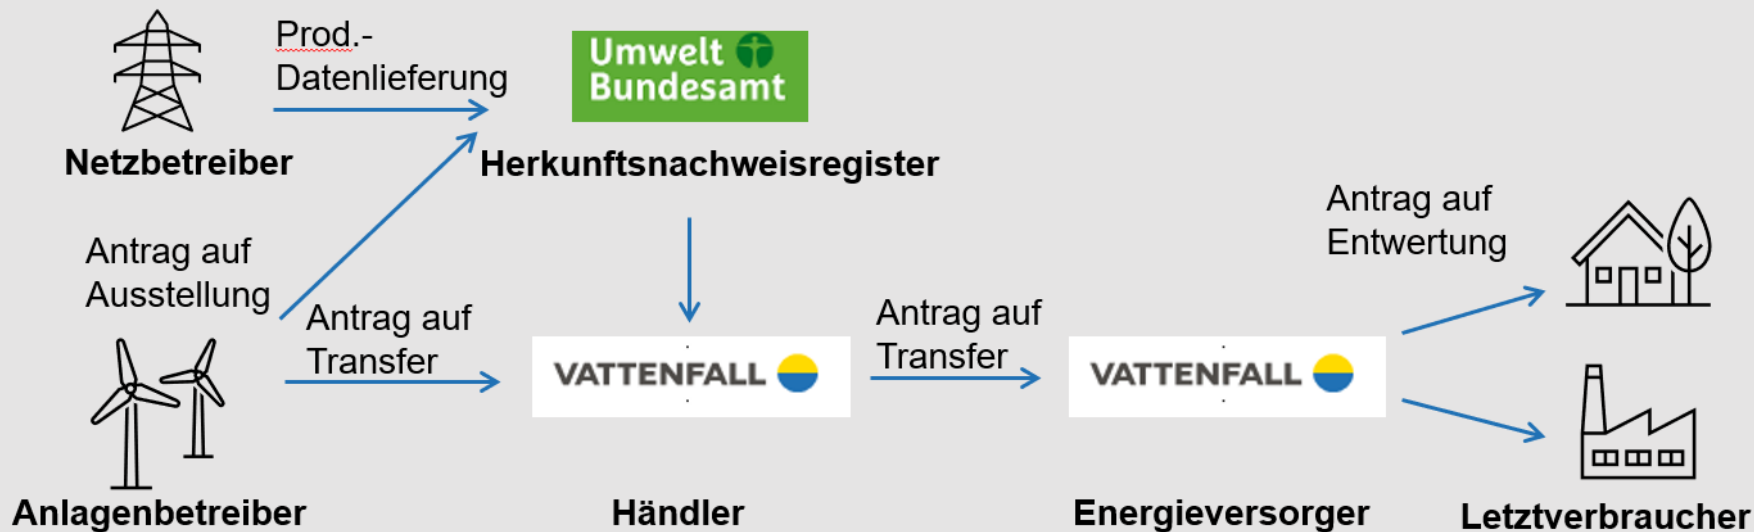 Prod.-
Datenlieferung
Umwelt
Bundesamt
Netzbetreiber
Herkunftsnachweisregister
Antrag auf
Entwertung
Antrag auf
Ausstellung
Antrag auf
Transfer
Antrag auf
Transfer
VATTENFALL
VATTENFALL
Anlagenbetreiber
Händler
Energieversorger
Letztverbraucher